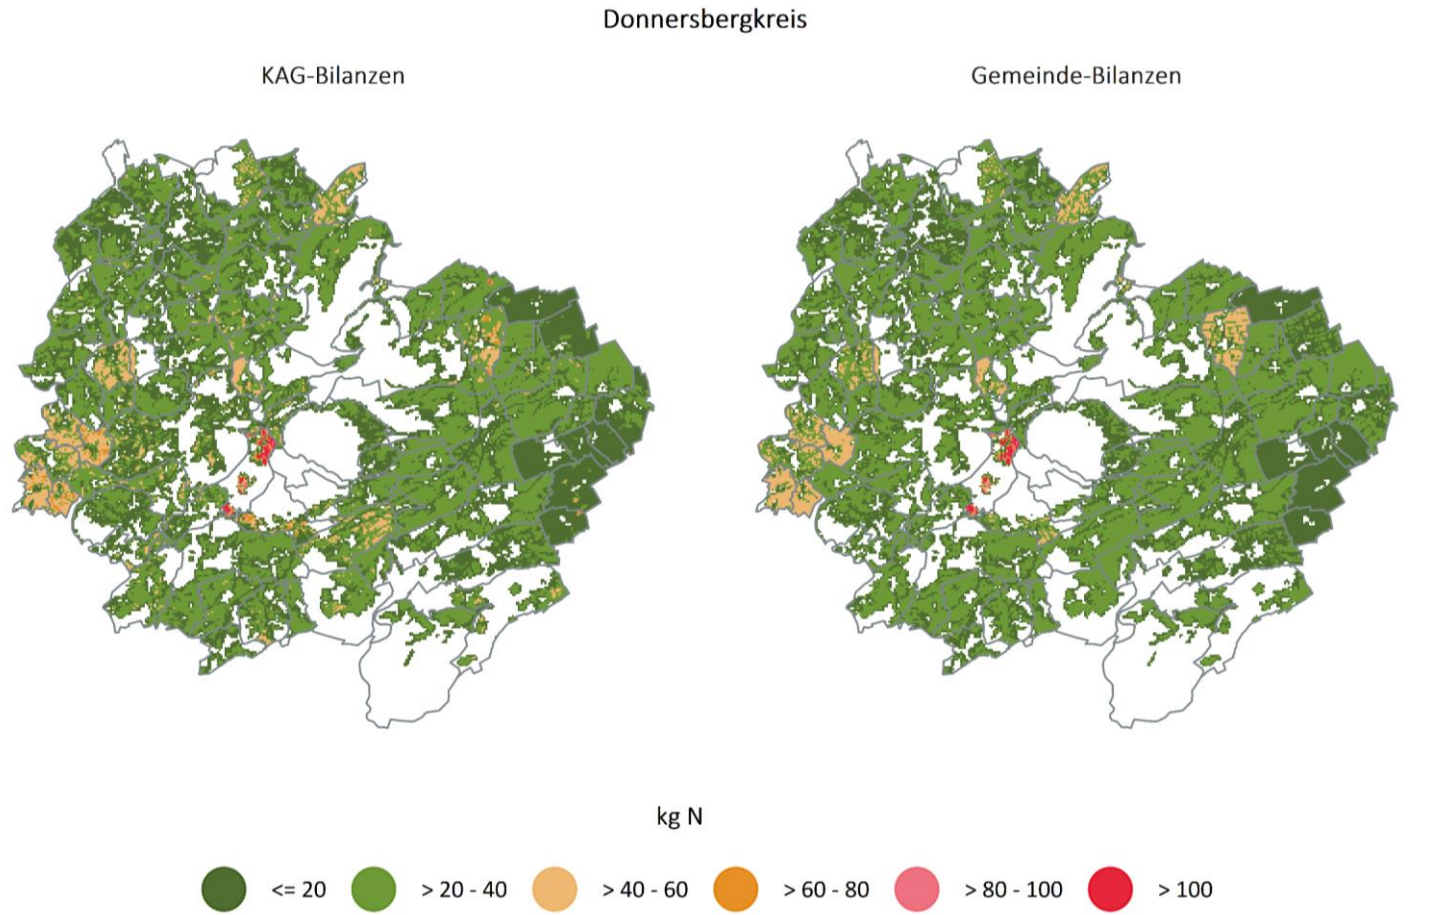 Donnersbergkreis
KAG-Bilanzen
Gemeinde-Bilanzen
kg N
<= 20
> 20 - 40
> 40 - 60
> 60 - 80
> 80 - 100
> 100